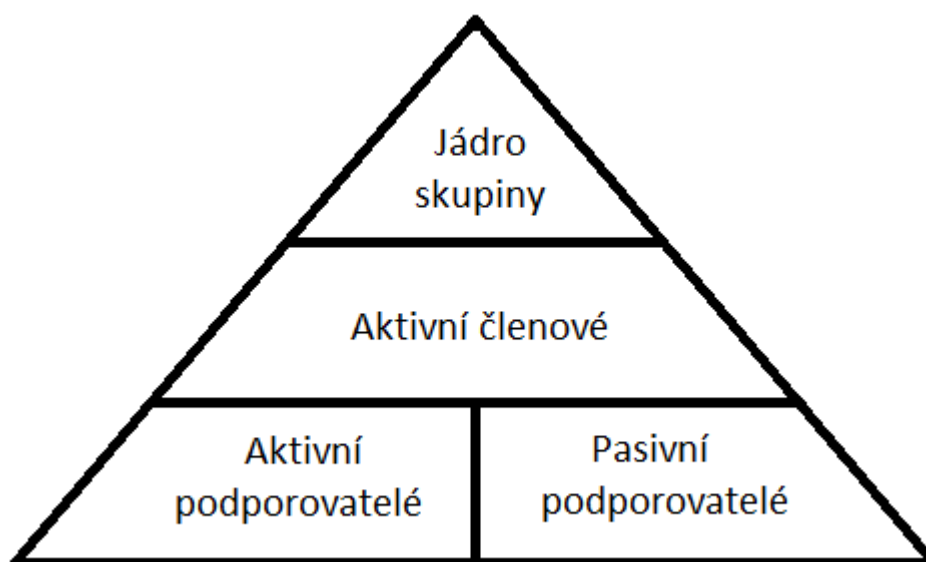 Jádro
skupiny
Aktivní členové
Aktivní
podporovatelé
Pasivní
podporovatelé